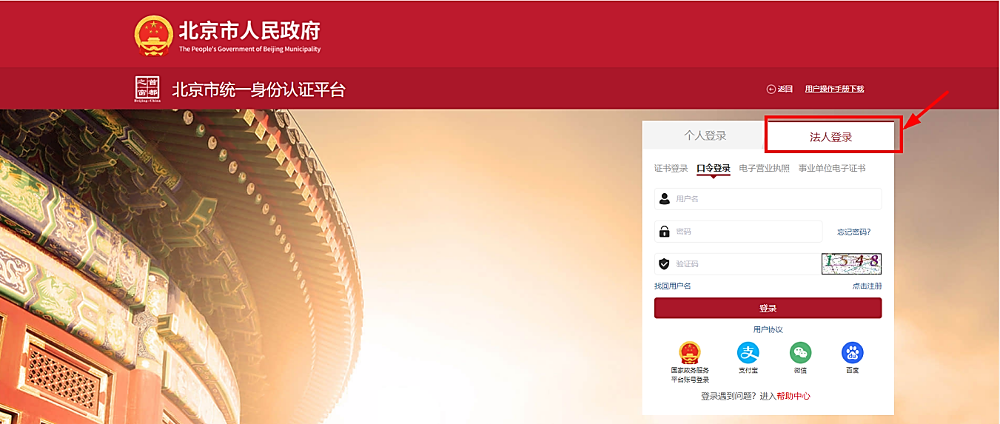 北京市人民政府
The People's Government of Beijing Municipality
首都之窗
Beijing-China
北京市统一身份认证平台
返回 用户操作手册下载
个人登录 法人登录
证书登录 口令登录 电子营业执照 事业单位电子证书
用户名
密码 忘记密码?
验证码 1548
找回用户名 点击注册
登录
用户协议
国家政务服务平台账号登录 支付宝 微信 百度
登录遇到问题? 进入帮助中心